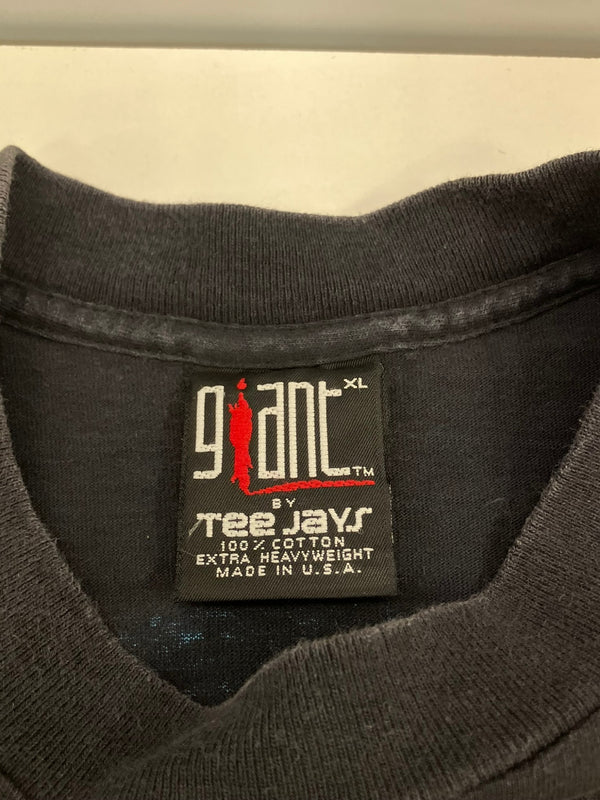 giant XL
TM
BY
Tee Jays
100% COTTON
EXTRA HEAVYWEIGHT
MADE IN U.S.A.